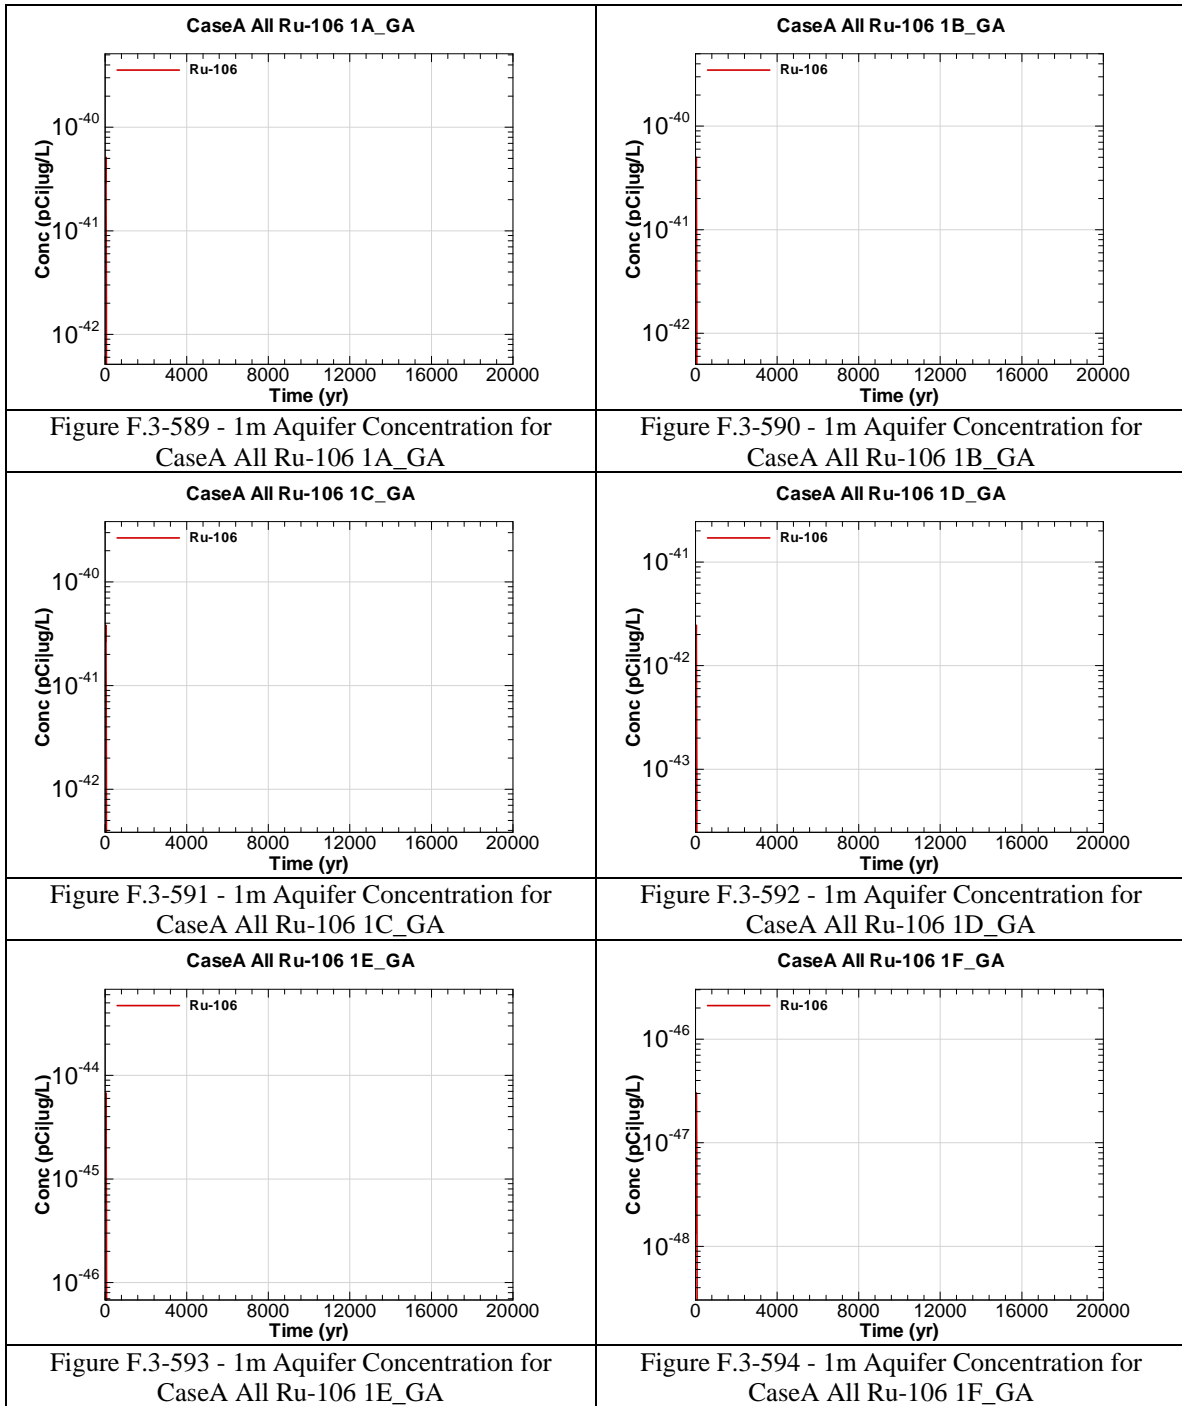 CaseA All Ru-106 1A_GA
Ru-106
10-40
10-41
10-42
Conc (pCi|ug/L)
0 4000 8000 12000 16000 20000
Time (yr)
Figure F.3-589 - 1m Aquifer Concentration for
CaseA All Ru-106 1A_GA
CaseA All Ru-106 1B_GA
Ru-106
10-40
10-41
10-42
Conc (pCi|ug/L)
0 4000 8000 12000 16000 20000
Time (yr)
Figure F.3-590 - 1m Aquifer Concentration for
CaseA All Ru-106 1B_GA
CaseA All Ru-106 1C_GA
Ru-106
10-40
10-41
10-42
Conc (pCi|ug/L)
0 4000 8000 12000 16000 20000
Time (yr)
Figure F.3-591 - 1m Aquifer Concentration for
CaseA All Ru-106 1C_GA
CaseA All Ru-106 1D_GA
Ru-106
10-41
10-42
10-43
Conc (pCi|ug/L)
0 4000 8000 12000 16000 20000
Time (yr)
Figure F.3-592 - 1m Aquifer Concentration for
CaseA All Ru-106 1D_GA
CaseA All Ru-106 1E_GA
Ru-106
10-44
10-45
10-46
Conc (pCi|ug/L)
0 4000 8000 12000 16000 20000
Time (yr)
Figure F.3-593 - 1m Aquifer Concentration for
CaseA All Ru-106 1E_GA
CaseA All Ru-106 1F_GA
Ru-106
10-46
10-47
10-48
Conc (pCi|ug/L)
0 4000 8000 12000 16000 20000
Time (yr)
Figure F.3-594 - 1m Aquifer Concentration for
CaseA All Ru-106 1F_GA